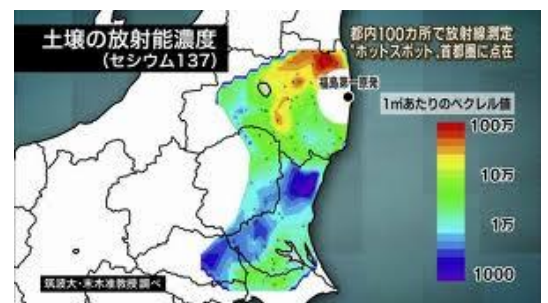 土壌の放射能濃度
(セシウム137)
都内100カ所で放射線測定
"ホットスポット"首都圏に点在
福島第一原発
1㎡あたりのベクレル値
100万
10万
1万
1000
筑波大・末木准教授調べ